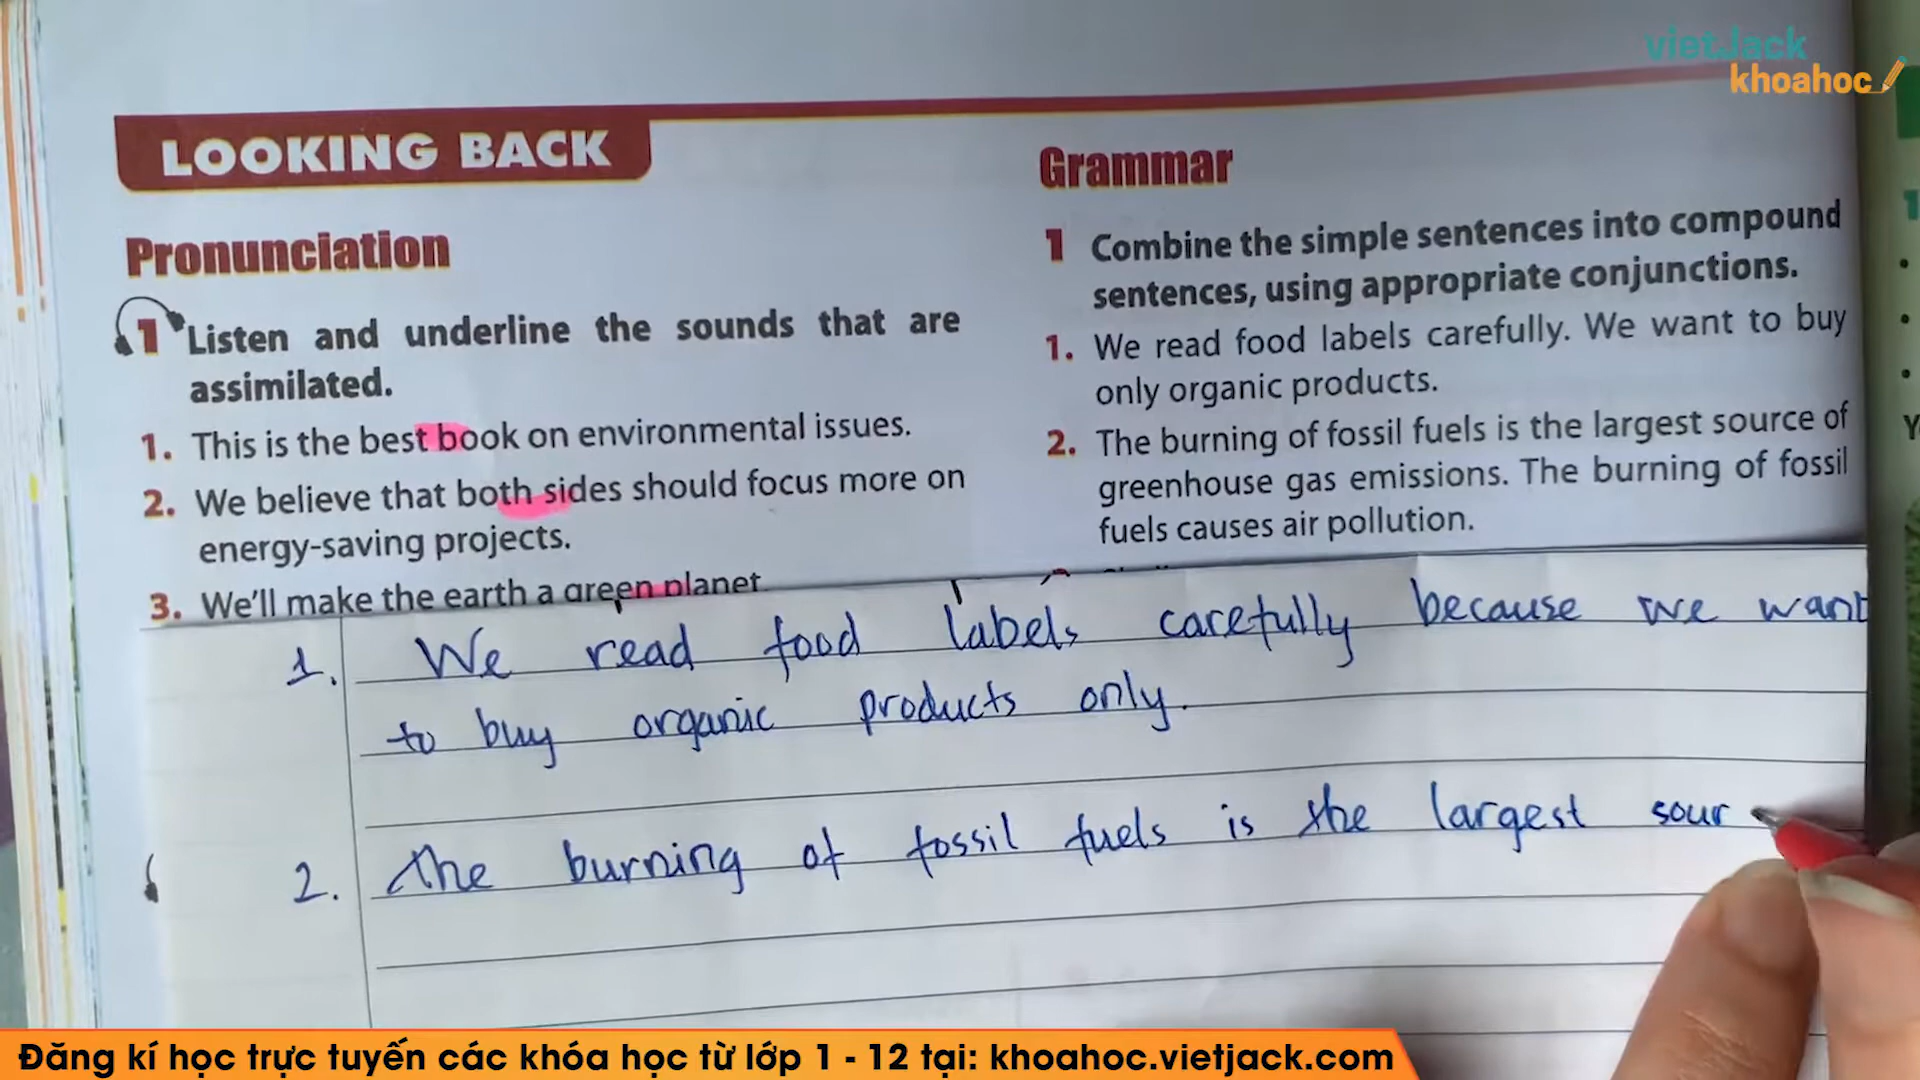 vietJack
khoahoc
LOOKING BACK
Pronunciation
1 Listen and underline the sounds that are
assimilated.
1. This is the best book on environmental issues.
2. We believe that both sides should focus more on
energy-saving projects.
3. We'll make the earth a green planet.
Grammar
1 Combine the simple sentences into compound
sentences, using appropriate conjunctions.
1. We read food labels carefully. We want to buy
only organic products.
2. The burning of fossil fuels is the largest source of
greenhouse gas emissions. The burning of fossil
fuels causes air pollution.
1. We read food labels carefully because we want
to buy organic products only.
2. The burning of fossil fuels is the largest sour
Đăng kí học trực tuyến các khóa học từ lớp 1 - 12 tại: khoahoc.vietjack.com